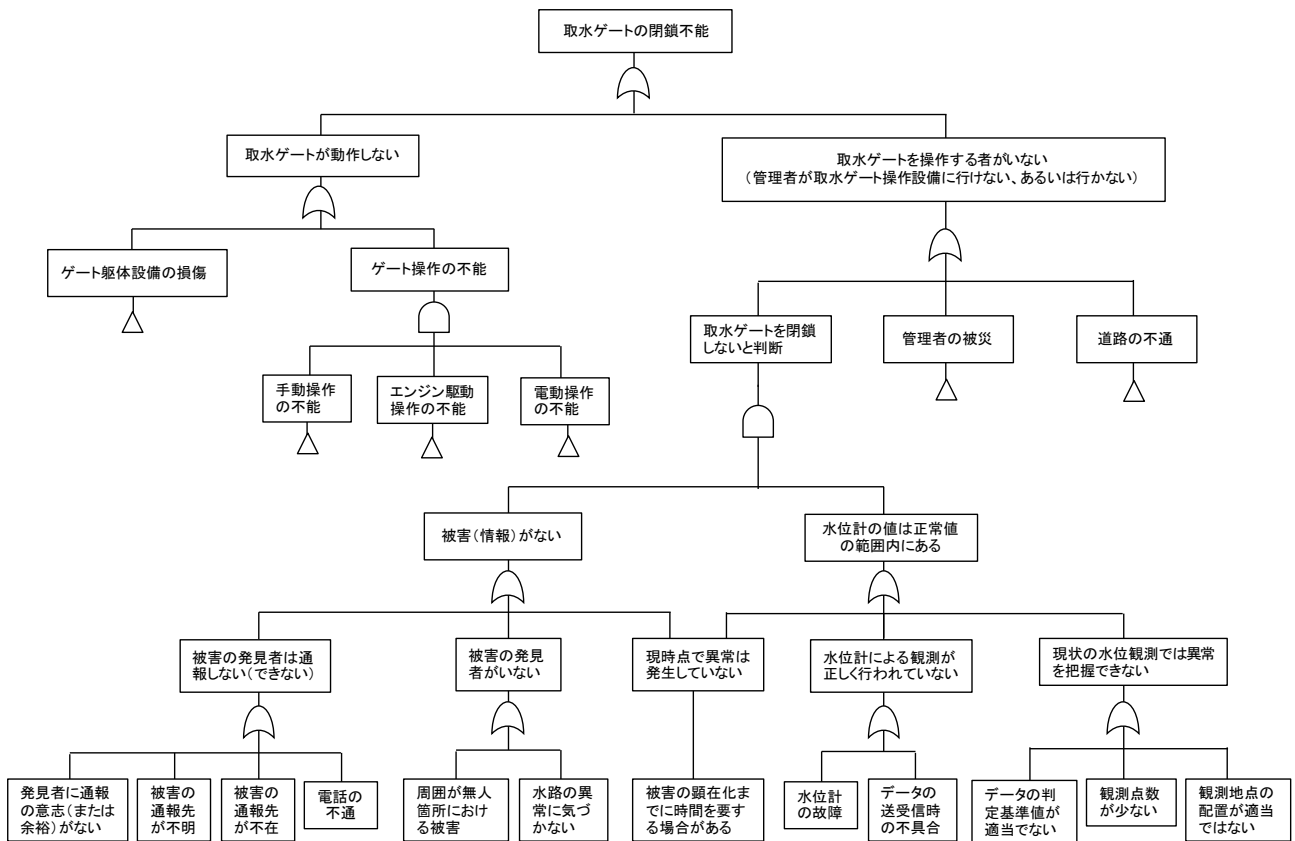 取水ゲートの閉鎖不能
取水ゲートが動作しない
取水ゲートを操作する者がいない
（管理者が取水ゲート操作設備に行けない、あるいは行かない）
ゲート躯体設備の損傷
ゲート操作の不能
取水ゲートを閉鎖
しないと判断
管理者の被災
道路の不通
手動操作
の不能
エンジン駆動
操作の不能
電動操作
の不能
被害（情報）がない
水位計の値は正常値
の範囲内にある
被害の発見者は通
報しない（できない）
被害の発見
者がいない
現時点で異常は
発生していない
水位計による観測が
正しく行われていない
現状の水位観測では異常
を把握できない
発見者に通報
の意志（または
余裕）がない
被害の
通報先
が不明
被害の
通報先
が不在
電話の
不通
周囲が無人
箇所におけ
る被害
水路の異
常に気づ
かない
被害の顕在化ま
でに時間を要す
る場合がある
水位計
の故障
データの
送受信時
の不具合
データの判
定基準値が
適当でない
観測点数
が少ない
観測地点の
配置が適当
ではない